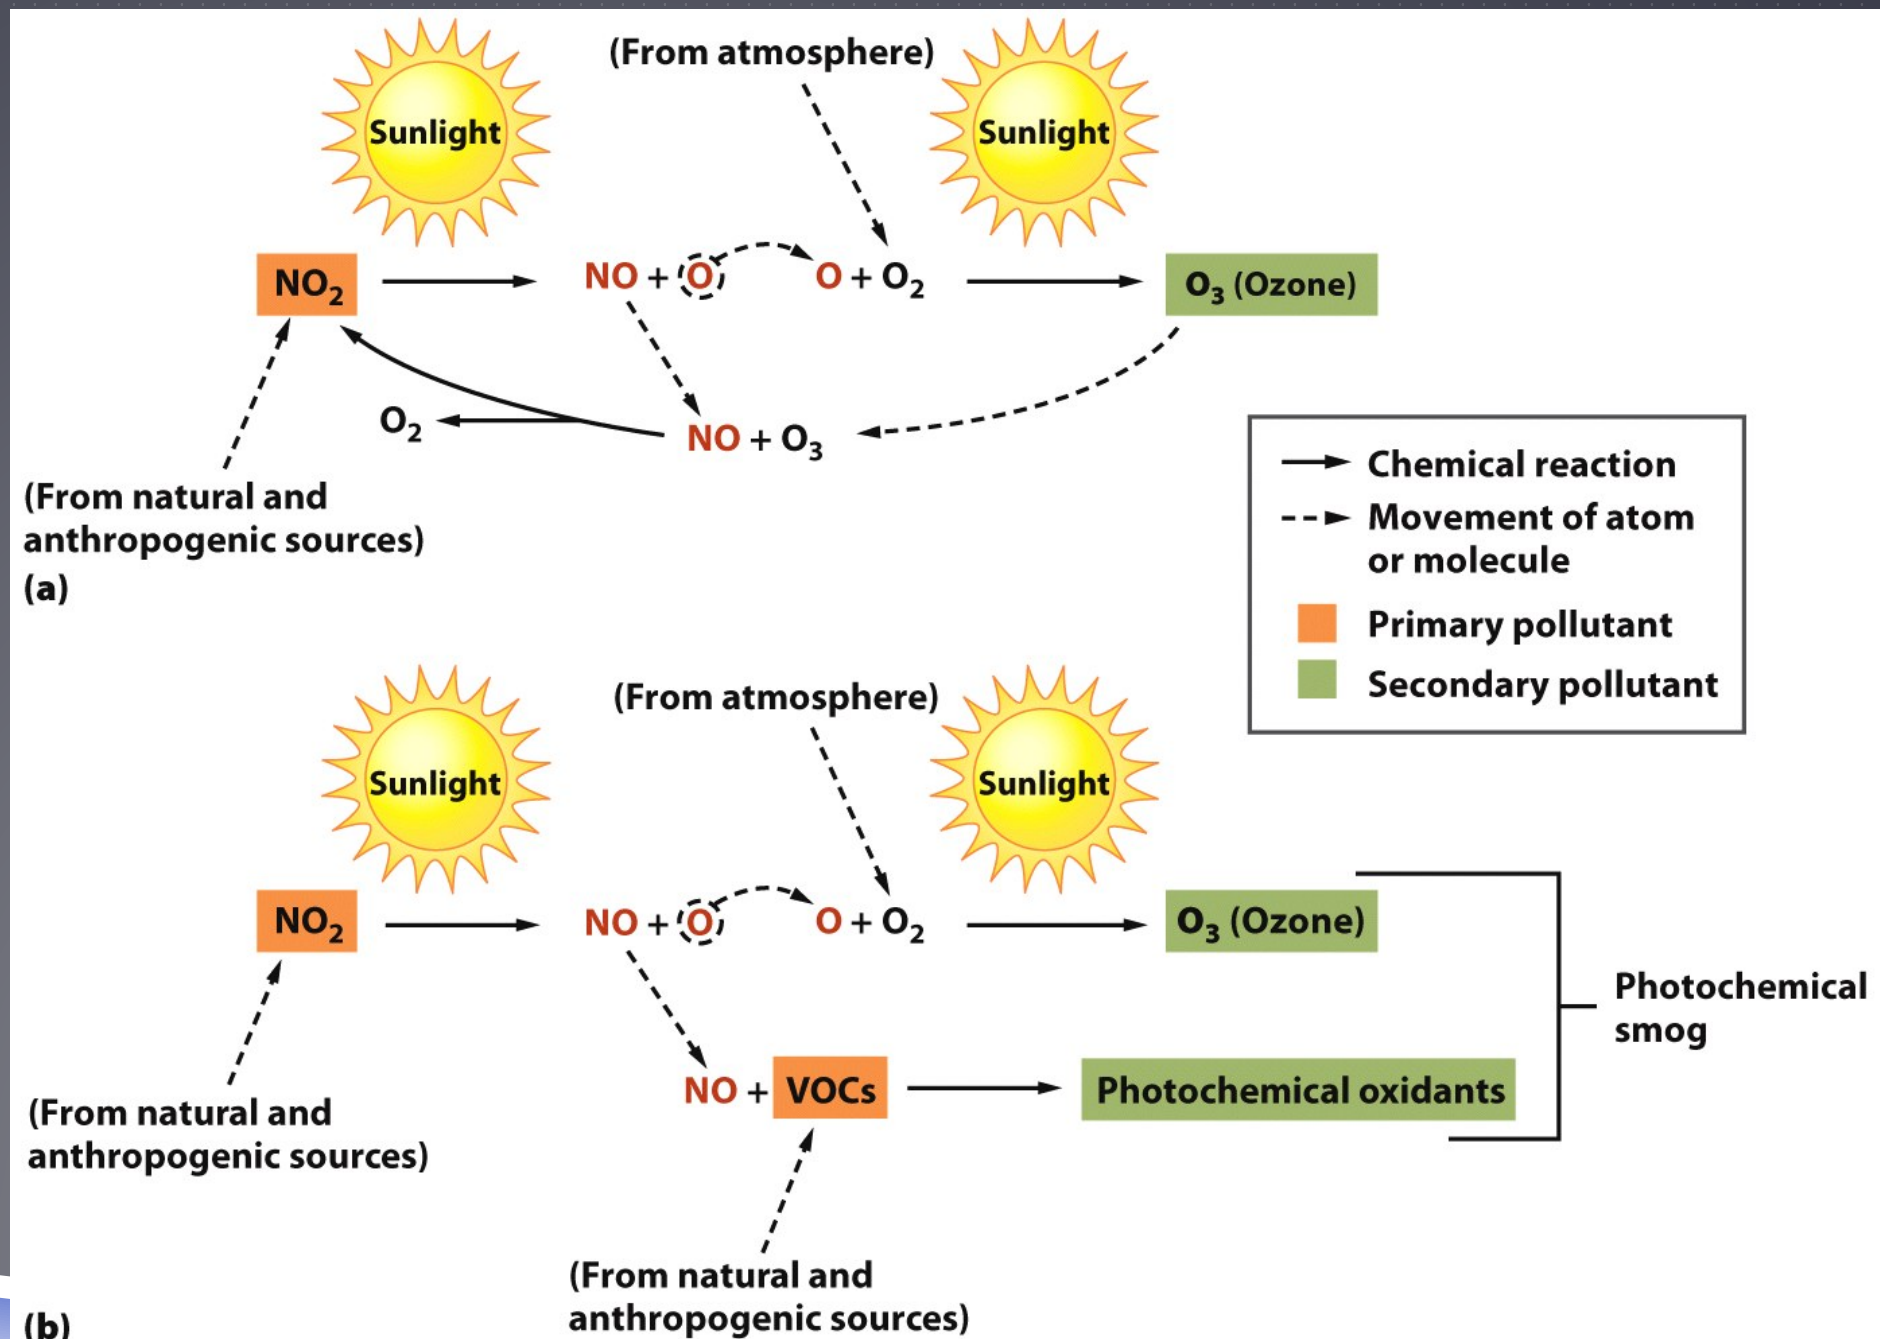 (From atmosphere)
Sunlight
Sunlight
NO2
NO + O
O + O2
O3 (Ozone)
O2
NO + O3
(From natural and
anthropogenic sources)
(a)
Chemical reaction
Movement of atom
or molecule
Primary pollutant
Secondary pollutant
(From atmosphere)
Sunlight
Sunlight
NO2
NO + O
O + O2
O3 (Ozone)
Photochemical
smog
NO + VOCs
Photochemical oxidants
(From natural and
anthropogenic sources)
(From natural and
anthropogenic sources)
(b)